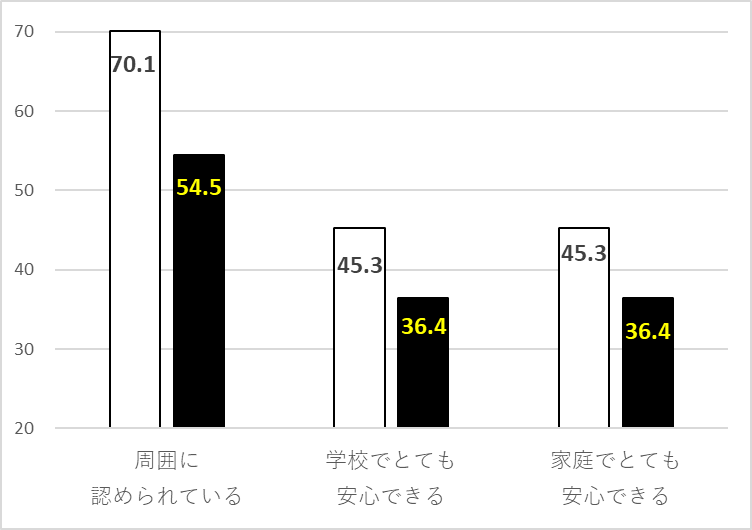 70
60
50
40
30
20
70.1
54.5
45.3
36.4
45.3
36.4
周囲に
認められている
学校でとても
安心できる
家庭でとても
安心できる